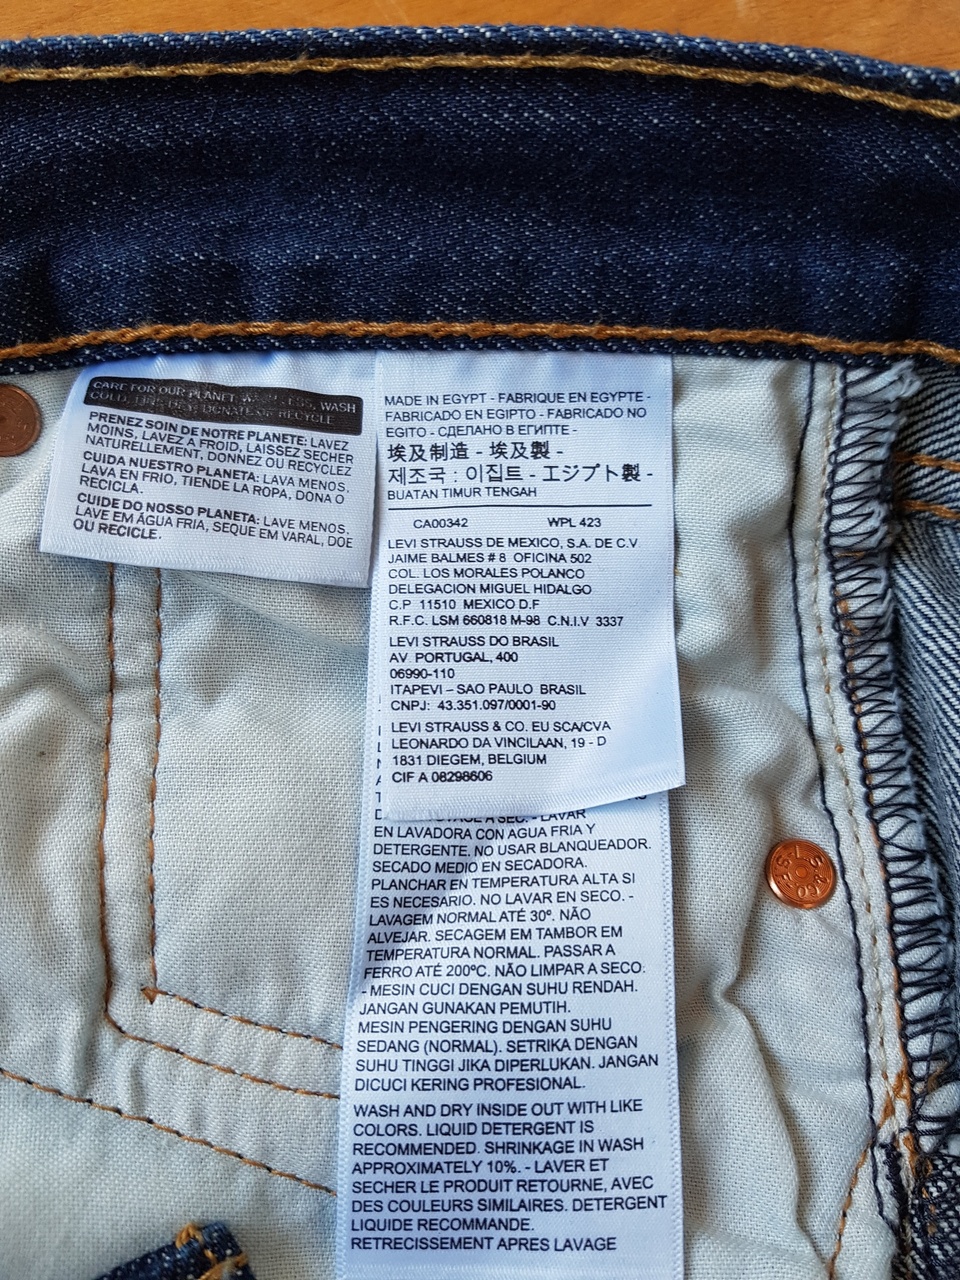 CARE FOR OUR PLANET: WASH LESS, WASH
COLD, LINE DRY, DONATE OR RECYCLE
PRENEZ SOIN DE NOTRE PLANETE: LAVEZ
MOINS, LAVEZ A FROID, LAISSEZ SECHER
NATURELLEMENT, DONNEZ OU RECYCLEZ
CUIDA NUESTRO PLANETA: LAVA MENOS,
LAVA EN FRIO, TIENDE LA ROPA, DONA O
RECICLA.
CUIDE DO NOSSO PLANETA: LAVE MENOS,
LAVE EM ÁGUA FRIA, SEQUE EM VARAL, DOE
OU RECICLE.
MADE IN EGYPT - FABRIQUE EN EGYPTE -
FABRICADO EN EGIPTO - FABRICADO NO
EGITO - СДЕЛАНО В ЕГИПТЕ -
埃及制造 - 埃及製 -
제조국 : 이집트 - エジプト製 -
BUATAN TIMUR TENGAH
CA00342 WPL 423
LEVI STRAUSS DE MEXICO, S.A. DE C.V
JAIME BALMES # 8 OFICINA 502
COL. LOS MORALES POLANCO
DELEGACION MIGUEL HIDALGO
C.P 11510 MEXICO D.F
R.F.C. LSM 660818 M-98 C.N.I.V 3337
LEVI STRAUSS DO BRASIL
AV PORTUGAL, 400
06990-110
ITAPEVI – SAO PAULO BRASIL
CNPJ: 43.351.097/0001-90
LEVI STRAUSS & CO. EU SCA/CVA
LEONARDO DA VINCILAAN, 19 - D
1831 DIEGEM, BELGIUM
CIF A 08298606
A SEC. - LAVAR
EN LAVADORA CON AGUA FRIA Y
DETERGENTE, NO USAR BLANQUEADOR.
SECADO MEDIO EN SECADORA.
PLANCHAR EN TEMPERATURA ALTA SI
ES NECESARIO. NO LAVAR EN SECO. -
LAVAGEM NORMAL ATÉ 30º. NÃO
ALVEJAR. SECAGEM EM TAMBOR EM
TEMPERATURA NORMAL. PASSAR A
FERRO ATÉ 200ºC. NÃO LIMPAR A SECO.
- MESIN CUCI DENGAN SUHU RENDAH.
JANGAN GUNAKAN PEMUTIH.
MESIN PENGERING DENGAN SUHU
SEDANG (NORMAL). SETRIKA DENGAN
SUHU TINGGI JIKA DIPERLUKAN. JANGAN
DICUCI KERING PROFESIONAL.
WASH AND DRY INSIDE OUT WITH LIKE
COLORS. LIQUID DETERGENT IS
RECOMMENDED. SHRINKAGE IN WASH
APPROXIMATELY 10%. - LAVER ET
SECHER LE PRODUIT RETOURNE, AVEC
DES COULEURS SIMILAIRES. DETERGENT
LIQUIDE RECOMMANDE.
RETRECISSEMENT APRES LAVAGE